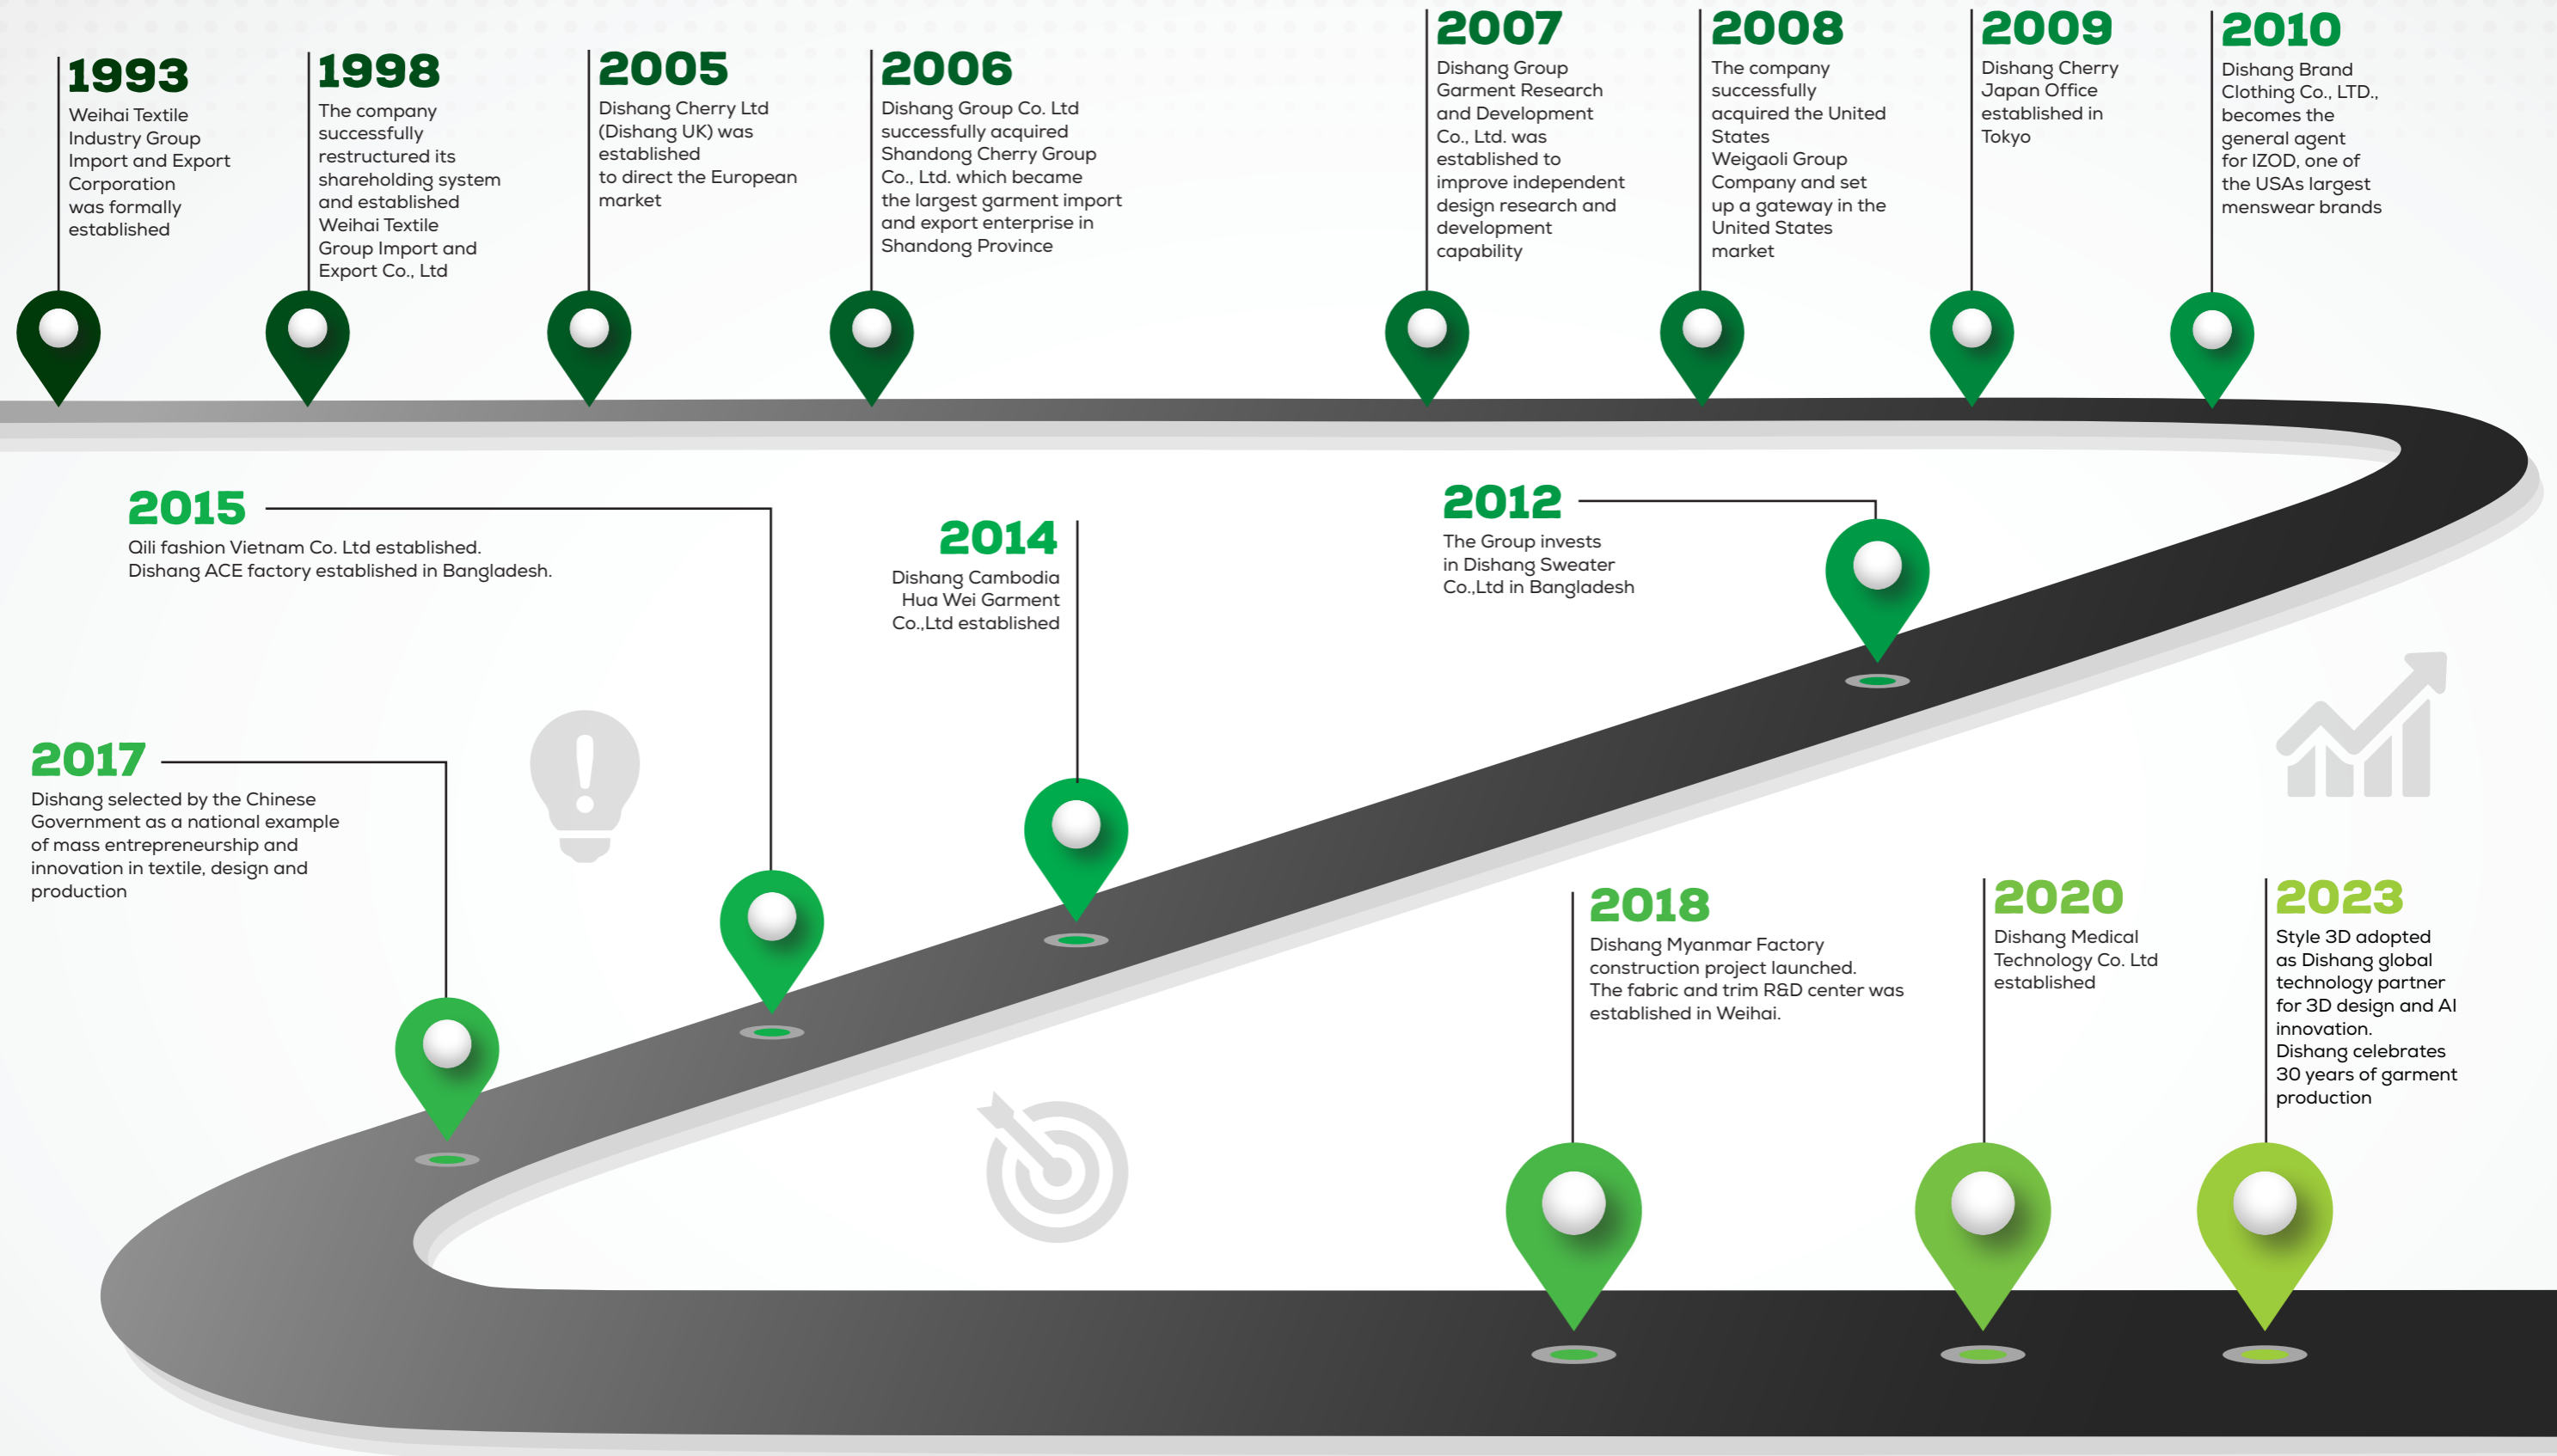 1993
Weihai Textile
Industry Group
Import and Export
Corporation
was formally
established
1998
The company
successfully
restructured its
shareholding system
and established
Weihai Textile
Group Import and
Export Co., Ltd
2005
Dishang Cherry Ltd
(Dishang UK) was
established
to direct the European
market
2006
Dishang Group Co. Ltd
successfully acquired
Shandong Cherry Group
Co., Ltd. which became
the largest garment import
and export enterprise in
Shandong Province
2007
Dishang Group
Garment Research
and Development
Co., Ltd. was
established to
improve independent
design research and
development
capability
2008
The company
successfully
acquired the United
States
Weigaoli Group
Company and set
up a gateway in the
United States
market
2009
Dishang Cherry
Japan Office
established in
Tokyo
2010
Dishang Brand
Clothing Co., LTD.,
becomes the
general agent
for IZOD, one of
the USAs largest
menswear brands
2012
The Group invests
in Dishang Sweater
Co.,Ltd in Bangladesh
2014
Dishang Cambodia
Hua Wei Garment
Co.,Ltd established
2015
Qili fashion Vietnam Co. Ltd established.
Dishang ACE factory established in Bangladesh.
2017
Dishang selected by the Chinese
Government as a national example
of mass entrepreneurship and
innovation in textile, design and
production
2018
Dishang Myanmar Factory
construction project launched.
The fabric and trim R&D center was
established in Weihai.
2020
Dishang Medical
Technology Co. Ltd
established
2023
Style 3D adopted
as Dishang global
technology partner
for 3D design and AI
innovation.
Dishang celebrates
30 years of garment
production